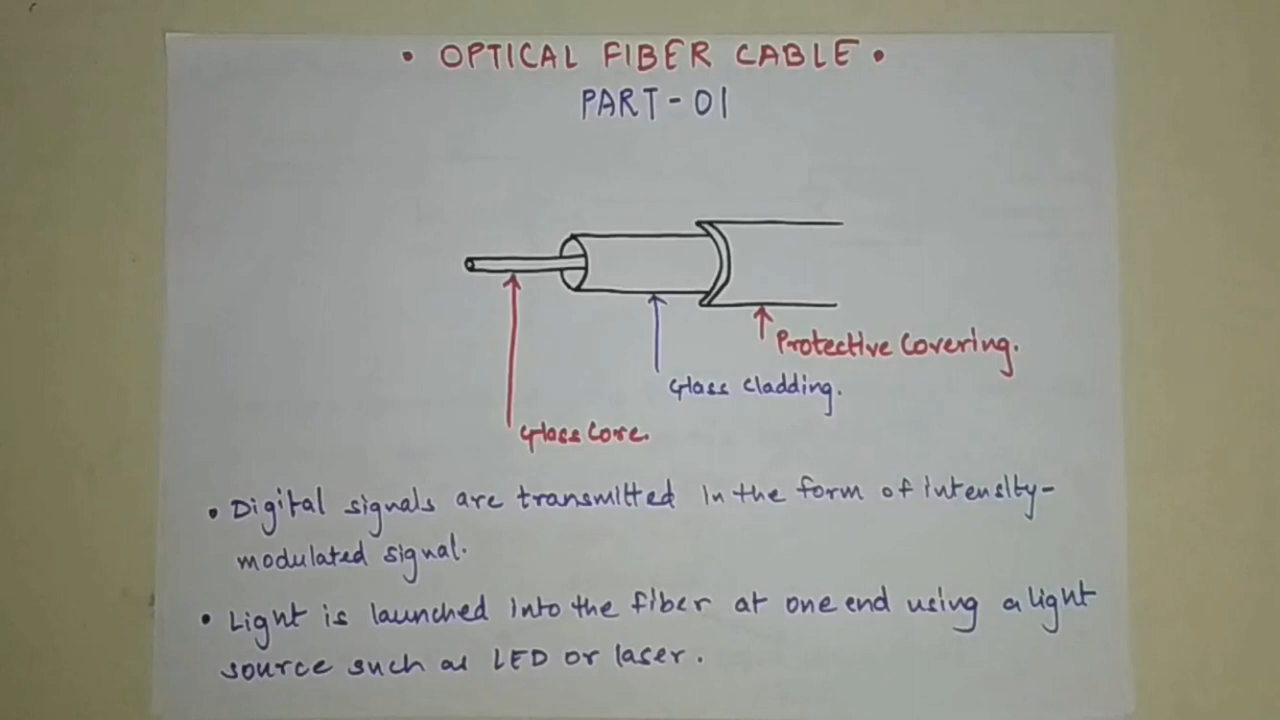 • OPTICAL FIBER CABLE •
PART-01
Protective Covering.
Glass Cladding.
Glass Core.
• Digital signals are transmitted in the form of intensity-
modulated signal.
• Light is launched into the fiber at one end using a light
source such as LED or laser.